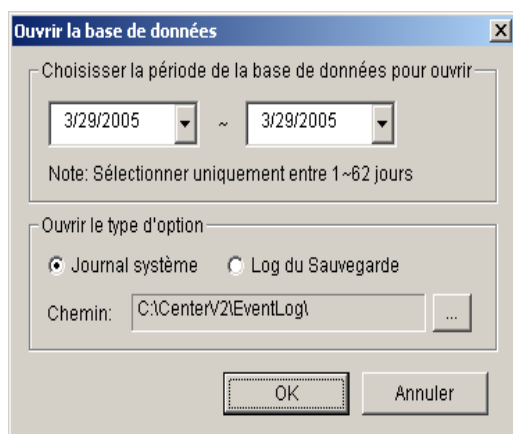 Ouvrir la base de données
Choisisser la période de la base de données pour ouvrir
3/29/2005 ~ 3/29/2005
Note: Sélectionner uniquement entre 1~62 jours
Ouvrir le type d'option
Journal système Log du Sauvegarde
Chemin: C:\CenterV2\EventLog\ ...
OK Annuler